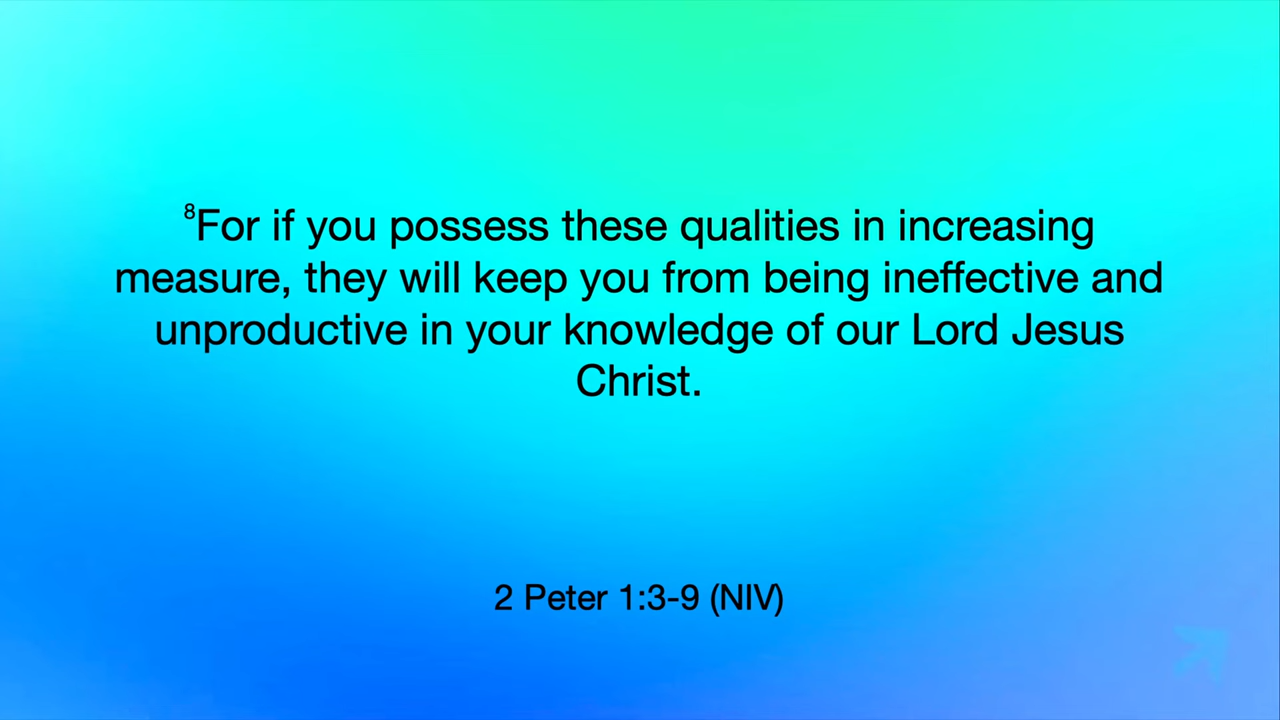 ⁸For if you possess these qualities in increasing
measure, they will keep you from being ineffective and
unproductive in your knowledge of our Lord Jesus
Christ.
2 Peter 1:3-9 (NIV)